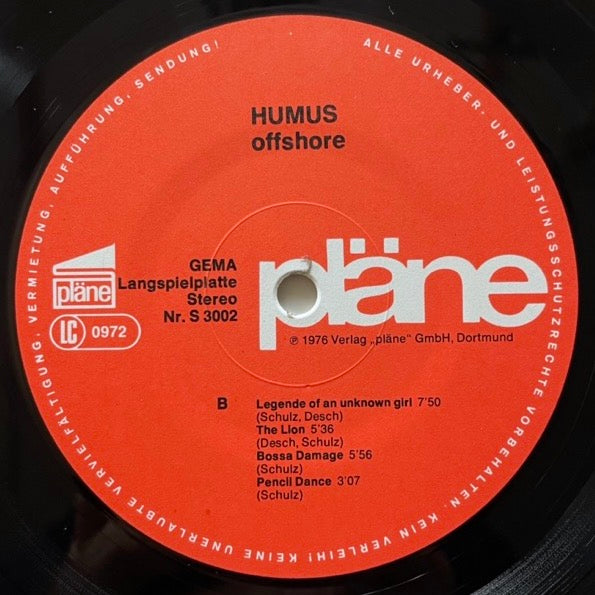 ALLE URHEBER- UND LEISTUNGSSCHUTZRECHTE VORBEHALTEN. KEIN VERLEIH! KEINE UNERLAUBTE VERVIELFÄLTIGUNG, VERMIETUNG, AUFFÜHRUNG, SENDUNG!
HUMUS
offshore
GEMA
Langspielplatte
Stereo
Nr. S 3002
pläne
LC 0972
pläne
℗ 1976 Verlag „pläne“ GmbH, Dortmund
B
Legende of an unknown girl 7'50
(Schulz, Desch)
The Lion 5'36
(Desch, Schulz)
Bossa Damage 5'56
(Schulz)
Pencil Dance 3'07
(Schulz)